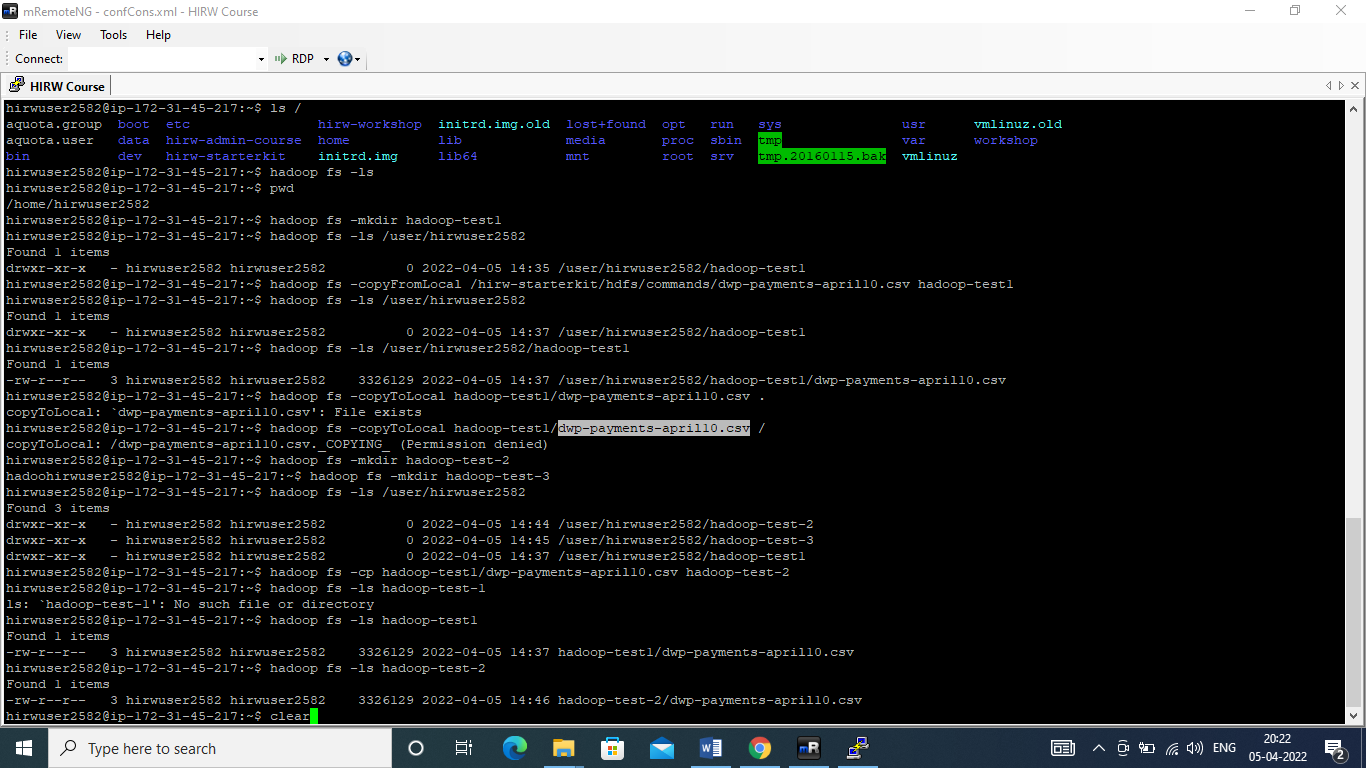 mRemoteNG - confCons.xml - HIRW Course
File View Tools Help
Connect: RDP
HIRW Course
hirwuser2582@ip-172-31-45-217:~$ ls /
aquota.group boot etc hirw-workshop initrd.img.old lost+found opt run sys usr vmlinuz.old
aquota.user data hirw-admin-course home lib media proc sbin tmp var workshop
bin dev hirw-starterkit initrd.img lib64 mnt root srv tmp.20160115.bak vmlinuz
hirwuser2582@ip-172-31-45-217:~$ hadoop fs -ls
hirwuser2582@ip-172-31-45-217:~$ pwd
/home/hirwuser2582
hirwuser2582@ip-172-31-45-217:~$ hadoop fs -mkdir hadoop-test1
hirwuser2582@ip-172-31-45-217:~$ hadoop fs -ls /user/hirwuser2582
Found 1 items
drwxr-xr-x - hirwuser2582 hirwuser2582 0 2022-04-05 14:35 /user/hirwuser2582/hadoop-test1
hirwuser2582@ip-172-31-45-217:~$ hadoop fs -copyFromLocal /hirw-starterkit/hdfs/commands/dwp-payments-april10.csv hadoop-test1
hirwuser2582@ip-172-31-45-217:~$ hadoop fs -ls /user/hirwuser2582
Found 1 items
drwxr-xr-x - hirwuser2582 hirwuser2582 0 2022-04-05 14:37 /user/hirwuser2582/hadoop-test1
hirwuser2582@ip-172-31-45-217:~$ hadoop fs -ls /user/hirwuser2582/hadoop-test1
Found 1 items
-rw-r--r-- 3 hirwuser2582 hirwuser2582 3326129 2022-04-05 14:37 /user/hirwuser2582/hadoop-test1/dwp-payments-april10.csv
hirwuser2582@ip-172-31-45-217:~$ hadoop fs -copyToLocal hadoop-test1/dwp-payments-april10.csv .
copyToLocal: `dwp-payments-april10.csv': File exists
hirwuser2582@ip-172-31-45-217:~$ hadoop fs -copyToLocal hadoop-test1/dwp-payments-april10.csv /
copyToLocal: /dwp-payments-april10.csv._COPYING_ (Permission denied)
hirwuser2582@ip-172-31-45-217:~$ hadoop fs -mkdir hadoop-test-2
hadoohirwuser2582@ip-172-31-45-217:~$ hadoop fs -mkdir hadoop-test-3
hirwuser2582@ip-172-31-45-217:~$ hadoop fs -ls /user/hirwuser2582
Found 3 items
drwxr-xr-x - hirwuser2582 hirwuser2582 0 2022-04-05 14:44 /user/hirwuser2582/hadoop-test-2
drwxr-xr-x - hirwuser2582 hirwuser2582 0 2022-04-05 14:45 /user/hirwuser2582/hadoop-test-3
drwxr-xr-x - hirwuser2582 hirwuser2582 0 2022-04-05 14:37 /user/hirwuser2582/hadoop-test1
hirwuser2582@ip-172-31-45-217:~$ hadoop fs -cp hadoop-test1/dwp-payments-april10.csv hadoop-test-2
hirwuser2582@ip-172-31-45-217:~$ hadoop fs -ls hadoop-test-1
ls: `hadoop-test-1': No such file or directory
hirwuser2582@ip-172-31-45-217:~$ hadoop fs -ls hadoop-test1
Found 1 items
-rw-r--r-- 3 hirwuser2582 hirwuser2582 3326129 2022-04-05 14:37 hadoop-test1/dwp-payments-april10.csv
hirwuser2582@ip-172-31-45-217:~$ hadoop fs -ls hadoop-test-2
Found 1 items
-rw-r--r-- 3 hirwuser2582 hirwuser2582 3326129 2022-04-05 14:46 hadoop-test-2/dwp-payments-april10.csv
hirwuser2582@ip-172-31-45-217:~$ clear
Type here to search
ENG
20:22
05-04-2022
2